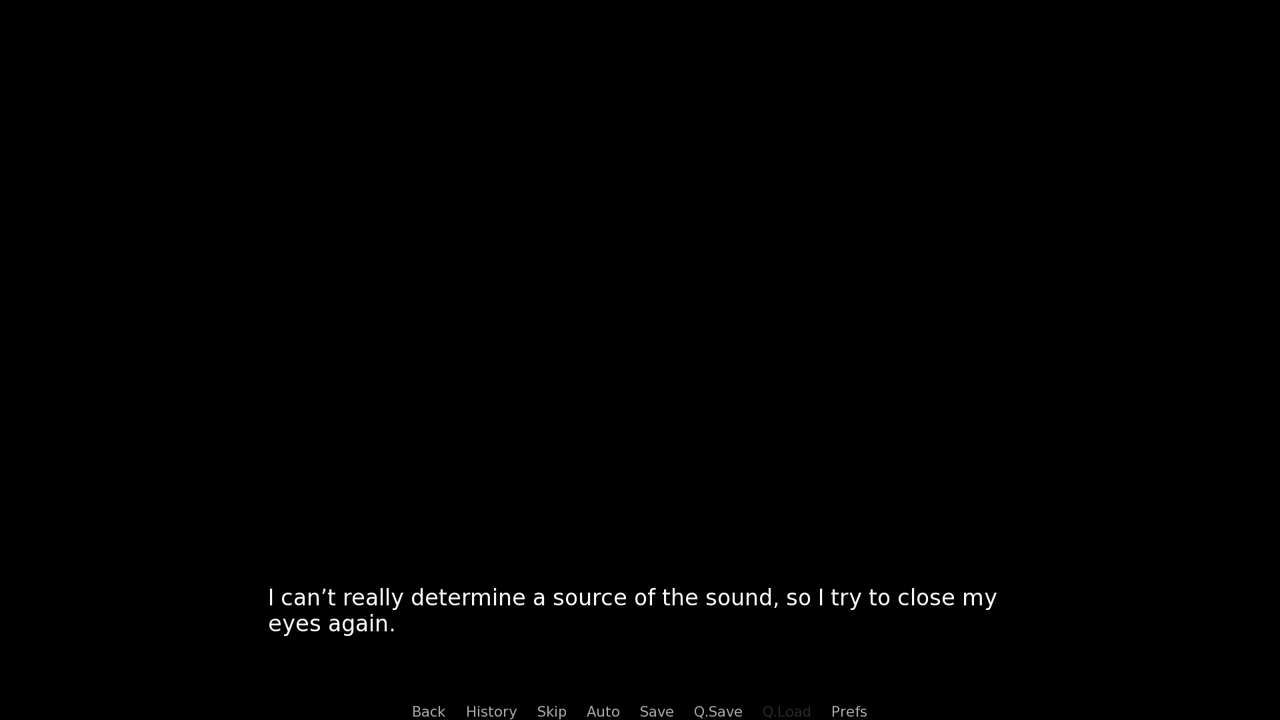 I can’t really determine a source of the sound, so I try to close my
eyes again.
Back History Skip Auto Save Q.Save Q.Load Prefs